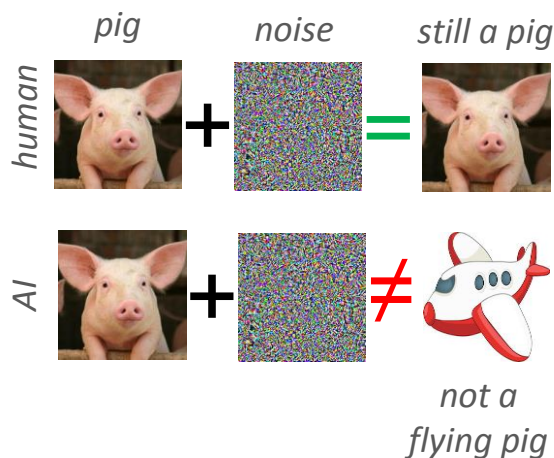 pig
noise
still a pig
human
+
=
AI
+
≠
not a
flying pig